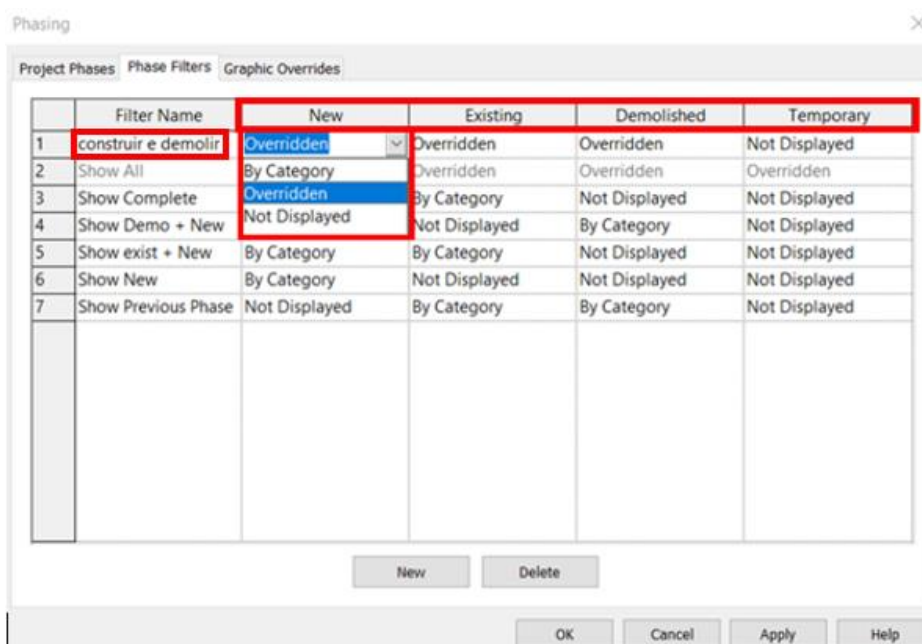 Phasing
Project Phases Phase Filters Graphic Overrides
Filter Name New Existing Demolished Temporary
1 construir e demolir Overridden Overridden Overridden Not Displayed
2 Show All By Category Overridden Overridden Overridden
3 Show Complete Overridden By Category Not Displayed Not Displayed
4 Show Demo + New Not Displayed Not Displayed By Category Not Displayed
5 Show exist + New By Category By Category Not Displayed Not Displayed
6 Show New By Category Not Displayed Not Displayed Not Displayed
7 Show Previous Phase Not Displayed By Category By Category Not Displayed
New Delete
OK Cancel Apply Help